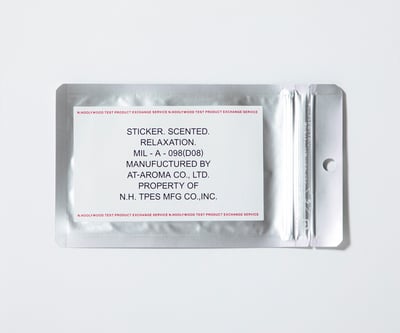 N.HOOLYWOOD TEST PRODUCT EXCHANGE SERVICE N.HOOLYWOOD TEST PRODUCT EXCHANGE SERVICE
STICKER. SCENTED.
RELAXATION.
MIL - A - 098(D08)
MANUFUCTURED BY
AT-AROMA CO., LTD.
PROPERTY OF
N.H. TPES MFG CO.,INC.
N.HOOLYWOOD TEST PRODUCT EXCHANGE SERVICE N.HOOLYWOOD TEST PRODUCT EXCHANGE SERVICE